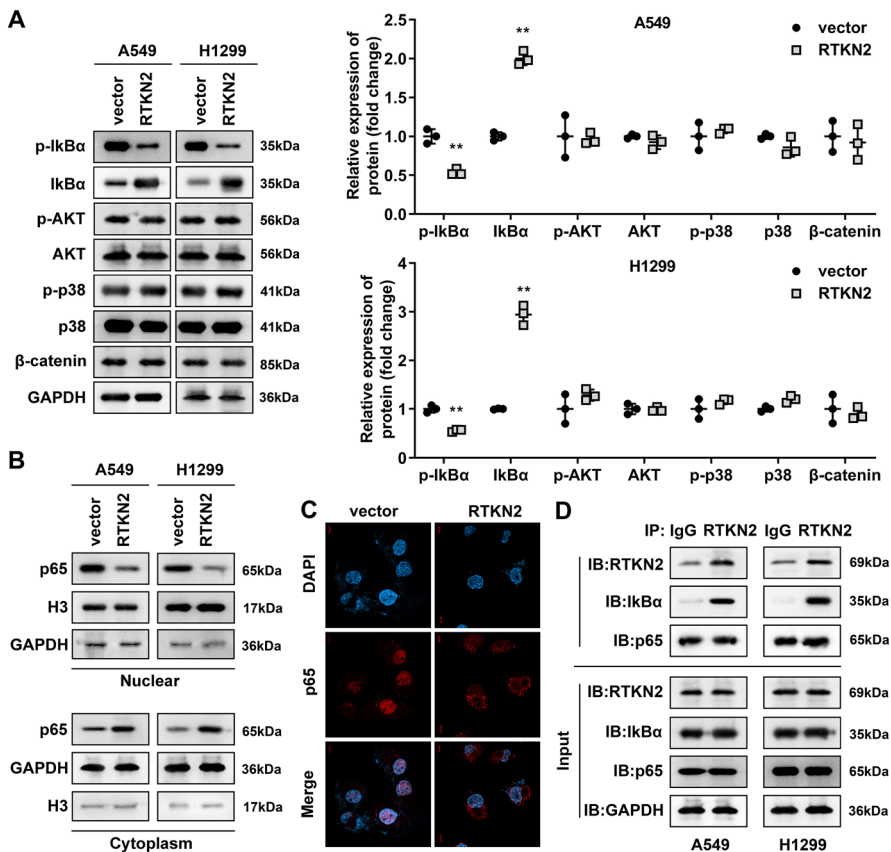 A
A549 H1299
vector RTKN2 vector RTKN2
p-IkBα 35kDa
IkBα 35kDa
p-AKT 56kDa
AKT 56kDa
p-p38 41kDa
p38 41kDa
β-catenin 85kDa
GAPDH 36kDa
A549
vector
RTKN2
Relative expression of
protein (fold change)
2.5
2.0
1.5
1.0
0.5
0.0
**
**
p-IkBα IkBα p-AKT AKT p-p38 p38 β-catenin
H1299
vector
RTKN2
Relative expression of
protein (fold change)
4
3
2
1
0
**
**
p-IkBα IkBα p-AKT AKT p-p38 p38 β-catenin
B
A549 H1299
vector RTKN2 vector RTKN2
p65 65kDa
H3 17kDa
GAPDH 36kDa
Nuclear
p65 65kDa
GAPDH 36kDa
H3 17kDa
Cytoplasm
C
vector RTKN2
DAPI
p65
Merge
D
IP: IgG RTKN2 IgG RTKN2
IB:RTKN2 69kDa
IB:IkBα 35kDa
IB:p65 65kDa
Input
IB:RTKN2 69kDa
IB:IkBα 35kDa
IB:p65 65kDa
IB:GAPDH 36kDa
A549 H1299